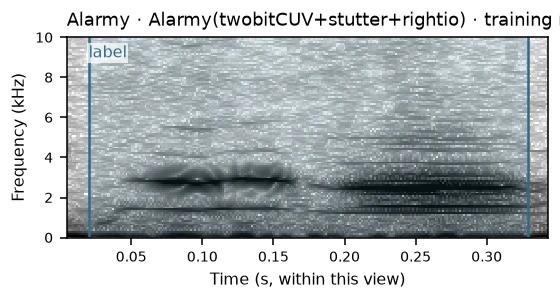 Alarmy · Alarmy(twobitCUV+stutter+rightio) · training
label
10
8
6
4
2
0
Frequency (kHz)
0.05 0.10 0.15 0.20 0.25 0.30
Time (s, within this view)